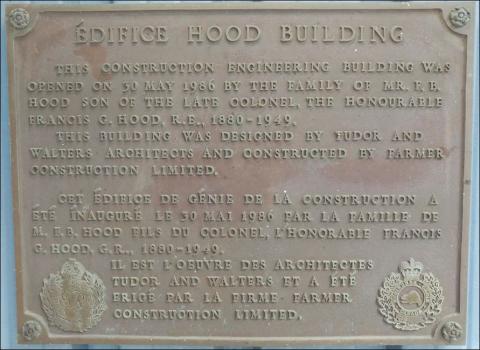 ÉDIFICE HOOD BUILDING
THIS CONSTRUCTION ENGINEERING BUILDING WAS
OPENED ON 30 MAY 1986 BY THE FAMILY OF MR. F. B.
HOOD SON OF THE LATE COLONEL, THE HONOURABLE
FRANCIS G. HOOD, R.E., 1880-1949.
THIS BUILDING WAS DESIGNED BY TUDOR AND
WALTERS ARCHITECTS AND CONSTRUCTED BY FARMER
CONSTRUCTION LIMITED.
CET ÉDIFICE DE GÉNIE DE LA CONSTRUCTION A
ÉTÉ INAUGURÉ LE 30 MAI 1986 PAR LA FAMILLE DE
M. F. B. HOOD FILS DU COLONEL, L'HONORABLE FRANCIS
G. HOOD, G.R., 1880-1949.
IL EST L'OEUVRE DES ARCHITECTES
TUDOR AND WALTERS ET A ÉTÉ
ERIGÉ PAR LA FIRME FARMER
CONSTRUCTION LIMITED.